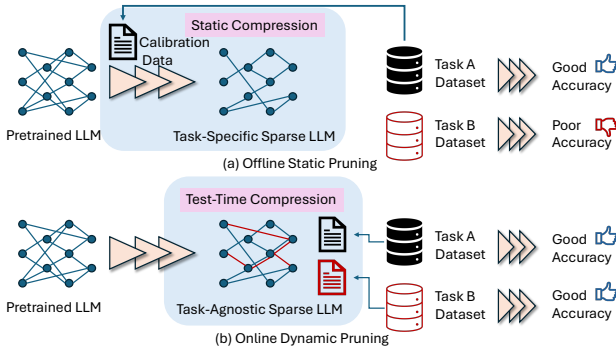 Static Compression
Calibration
Data
Pretrained LLM
Task-Specific Sparse LLM
Task A
Dataset
Good
Accuracy
Task B
Dataset
Poor
Accuracy
(a) Offline Static Pruning
Test-Time Compression
Pretrained LLM
Task-Agnostic Sparse LLM
Task A
Dataset
Good
Accuracy
Task B
Dataset
Good
Accuracy
(b) Online Dynamic Pruning